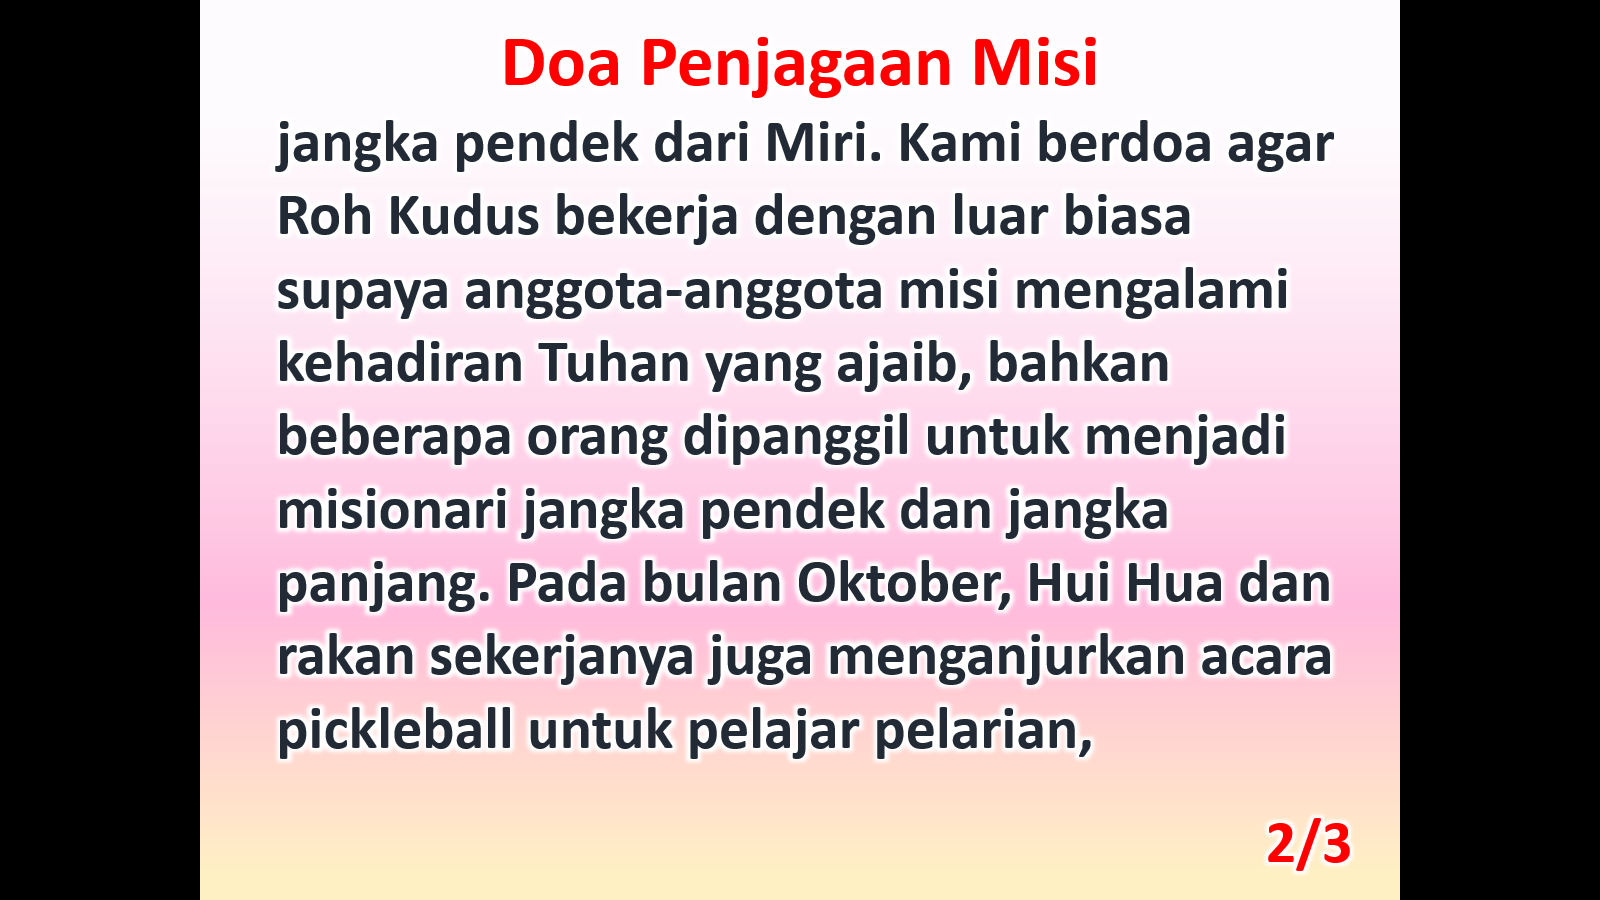 Doa Penjagaan Misi
jangka pendek dari Miri. Kami berdoa agar
Roh Kudus bekerja dengan luar biasa
supaya anggota-anggota misi mengalami
kehadiran Tuhan yang ajaib, bahkan
beberapa orang dipanggil untuk menjadi
misionari jangka pendek dan jangka
panjang. Pada bulan Oktober, Hui Hua dan
rakan sekerjanya juga menganjurkan acara
pickleball untuk pelajar pelarian,
2/3